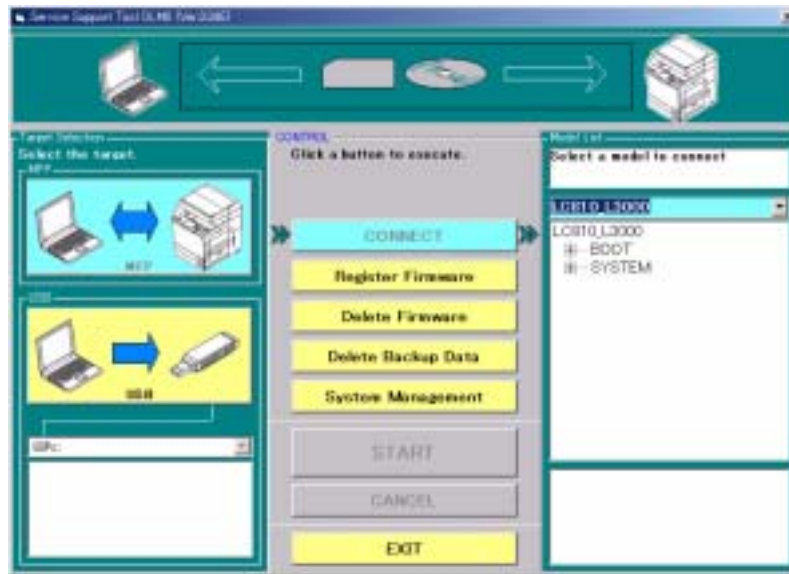 Service Support Tool
Target Selection
Select the target.
MFP
MFP
USB
USB
CONTROL
Click a button to execute.
CONNECT
Register Firmware
Delete Firmware
Delete Backup Data
System Management
START
CANCEL
EXIT
Model List
Select a model to connect
LC810_L3000
LC810_L3000
BOOT
SYSTEM